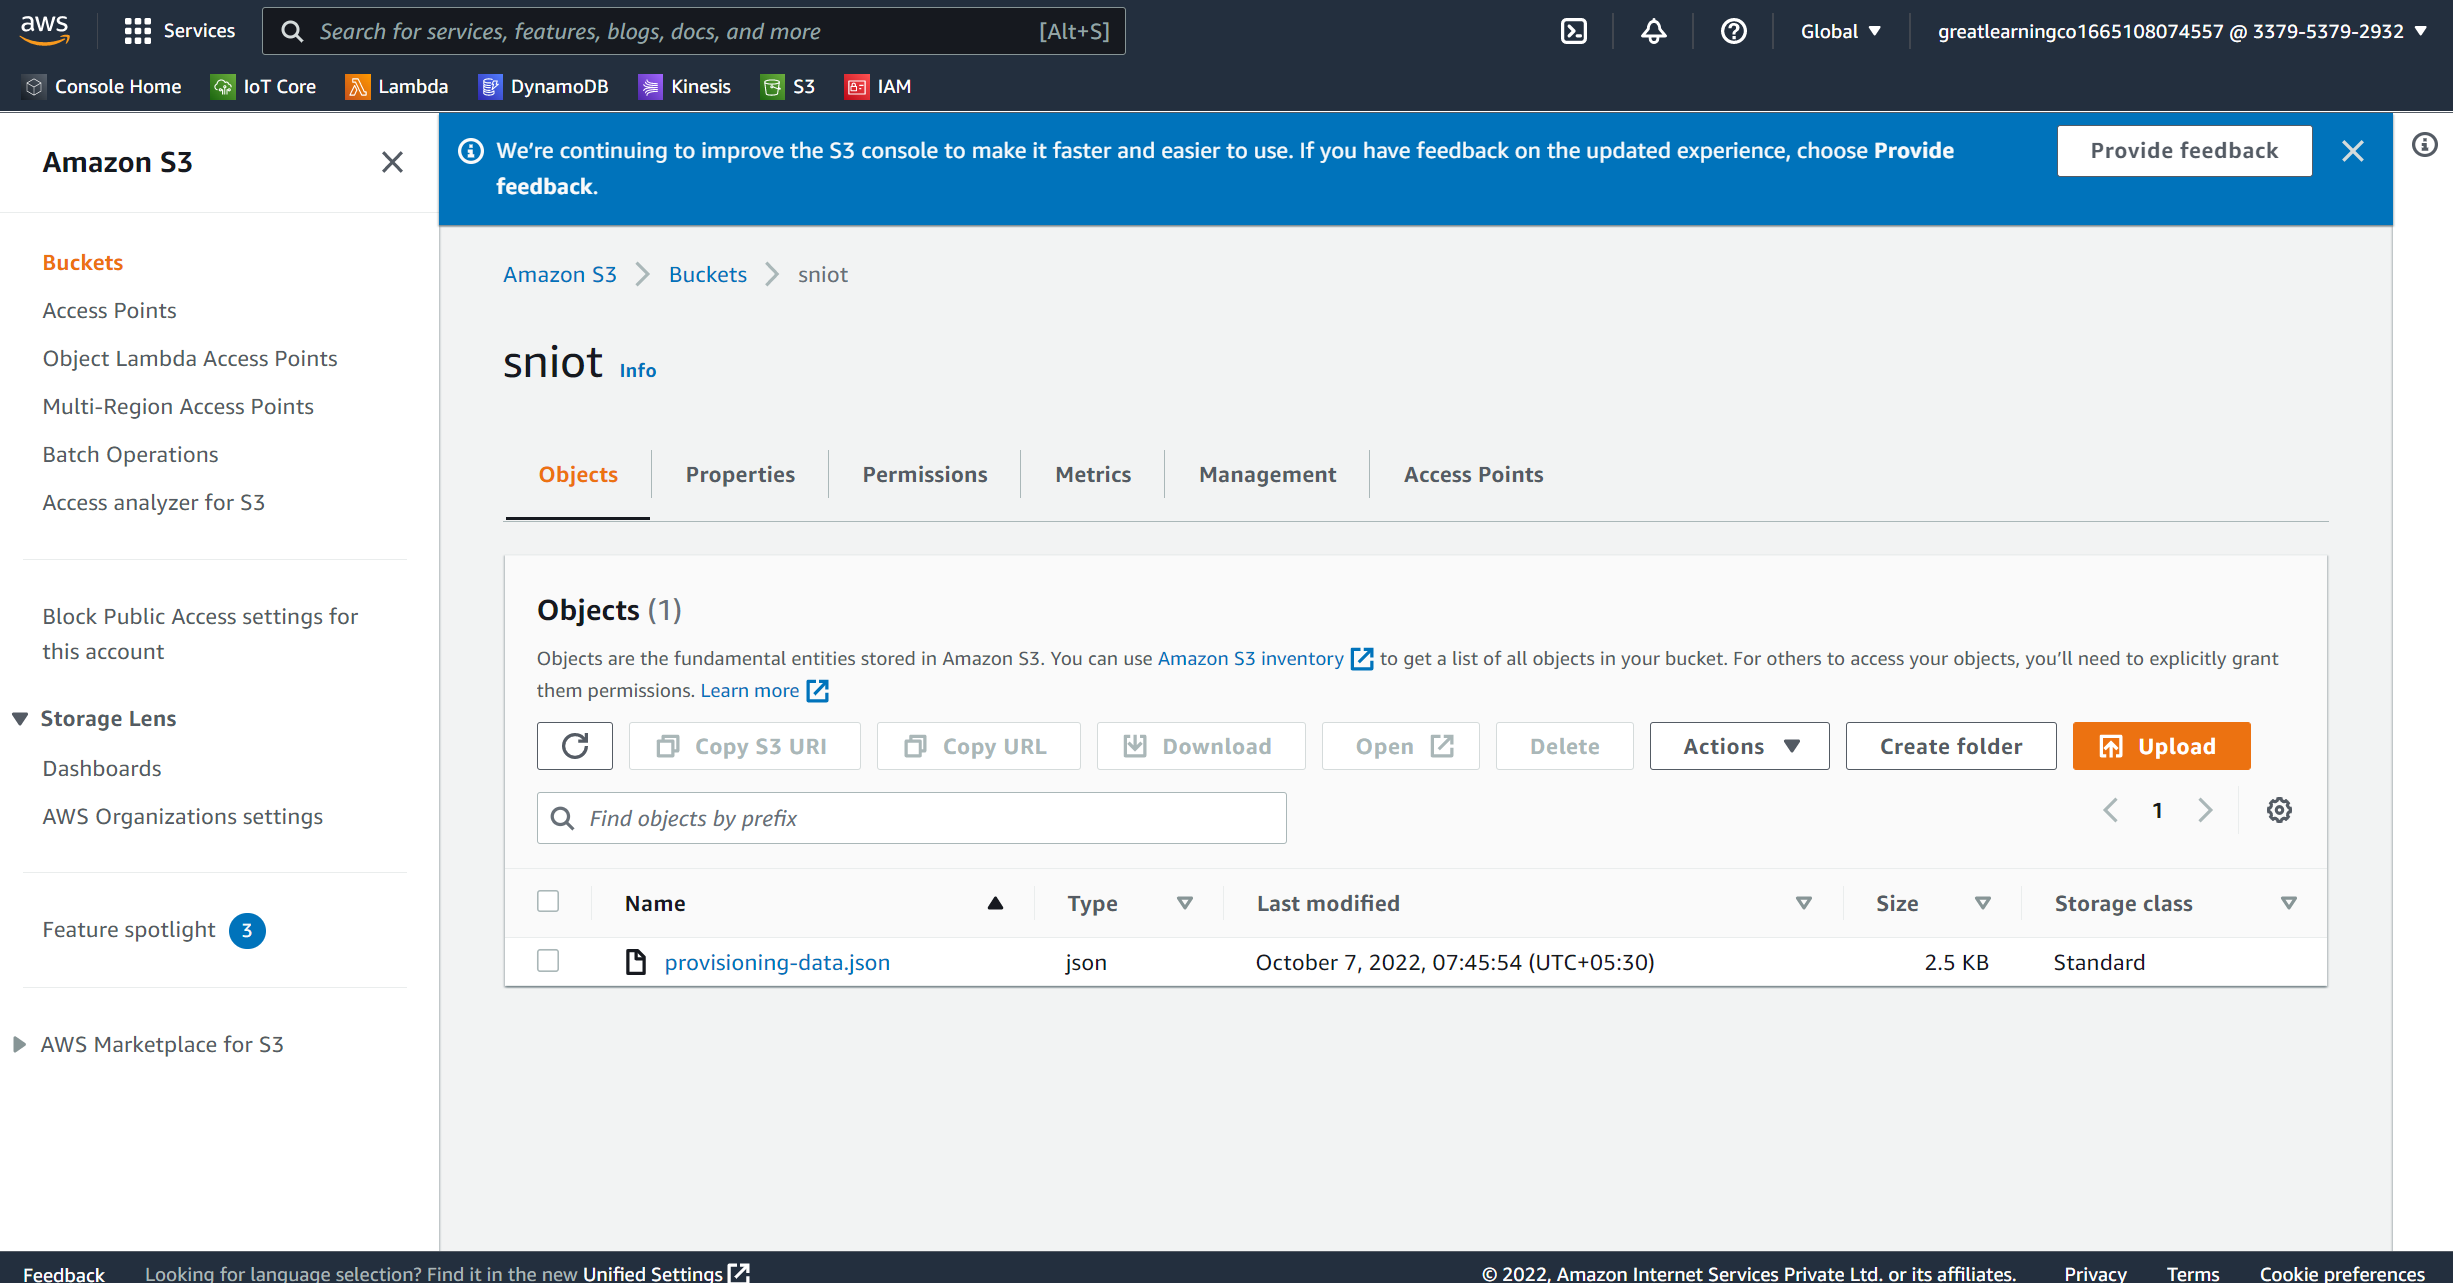 aws
Services
Search for services, features, blogs, docs, and more
[Alt+S]
Global
greatlearningco1665108074557 @ 3379-5379-2932
Console Home
IoT Core
Lambda
DynamoDB
Kinesis
S3
IAM
Amazon S3
Buckets
Access Points
Object Lambda Access Points
Multi-Region Access Points
Batch Operations
Access analyzer for S3
Block Public Access settings for
this account
Storage Lens
Dashboards
AWS Organizations settings
Feature spotlight 3
AWS Marketplace for S3
We’re continuing to improve the S3 console to make it faster and easier to use. If you have feedback on the updated experience, choose Provide
feedback.
Provide feedback
Amazon S3
Buckets
sniot
sniot Info
Objects
Properties
Permissions
Metrics
Management
Access Points
Objects (1)
Objects are the fundamental entities stored in Amazon S3. You can use Amazon S3 inventory to get a list of all objects in your bucket. For others to access your objects, you’ll need to explicitly grant
them permissions. Learn more
Copy S3 URI
Copy URL
Download
Open
Delete
Actions
Create folder
Upload
Find objects by prefix
1
Name Type Last modified Size Storage class
provisioning-data.json json October 7, 2022, 07:45:54 (UTC+05:30) 2.5 KB Standard
Feedback
Looking for language selection? Find it in the new Unified Settings
© 2022, Amazon Internet Services Private Ltd. or its affiliates.
Privacy
Terms
Cookie preferences